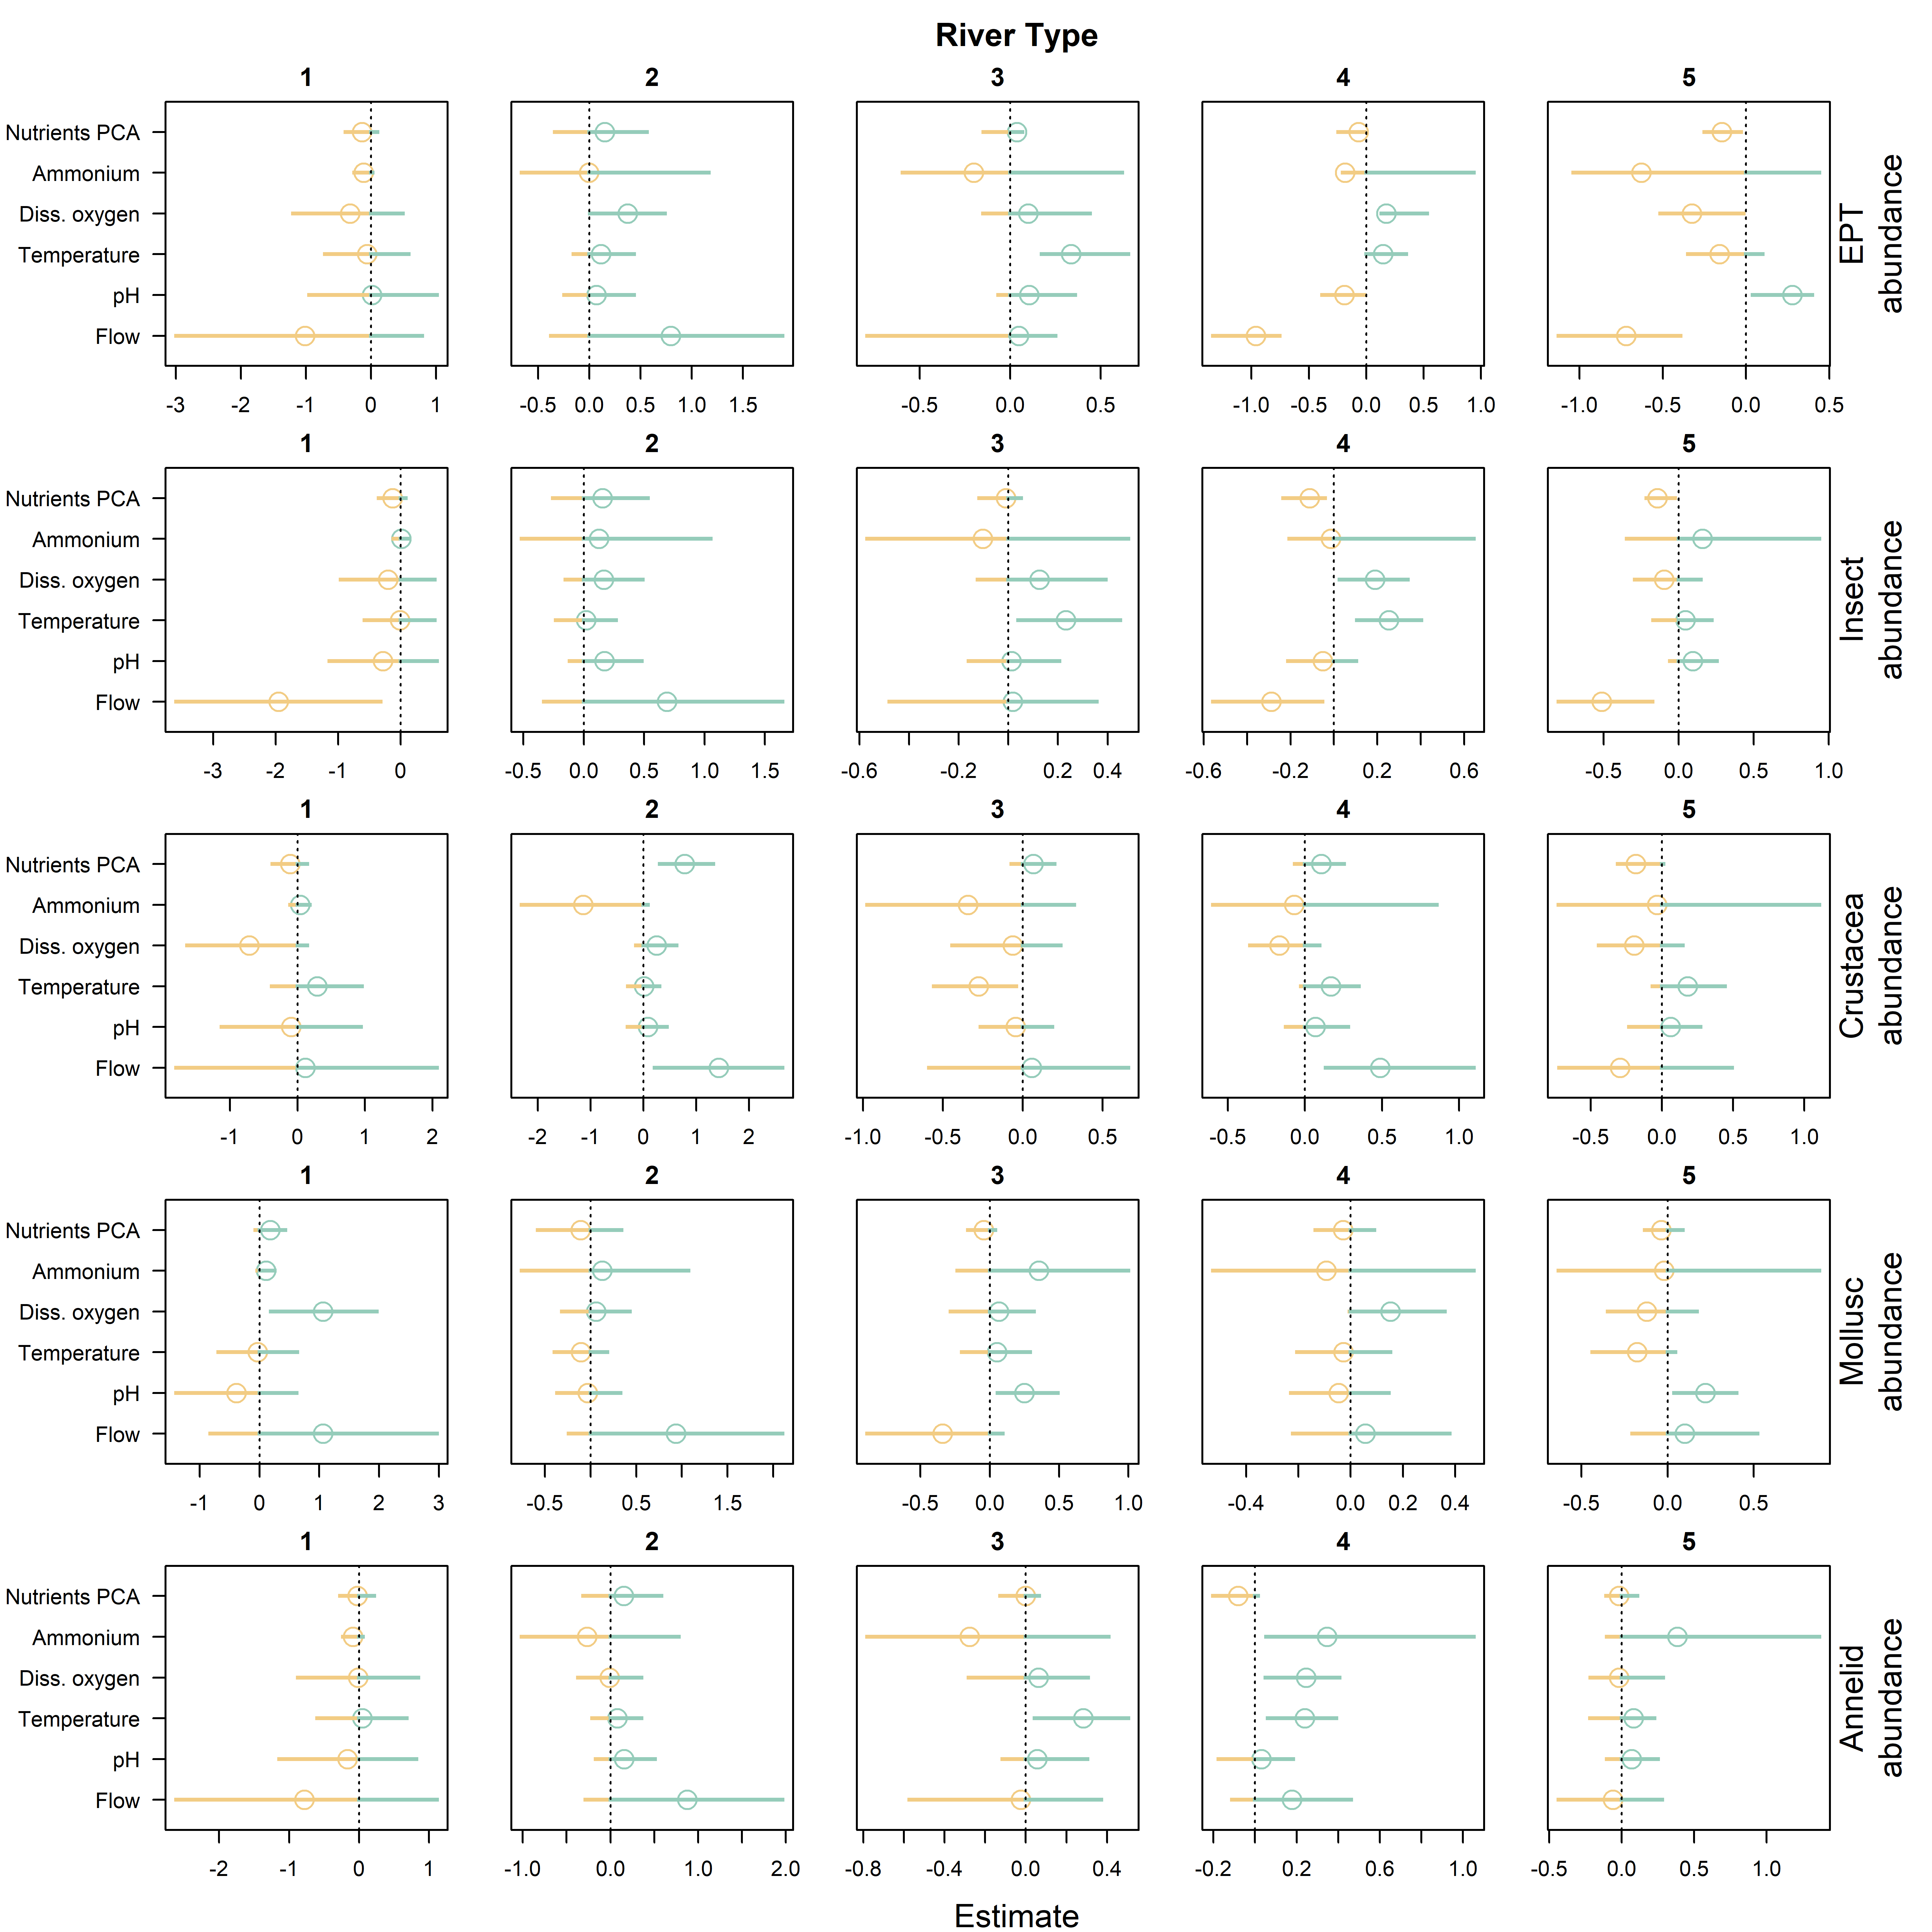 River Type
1 2 3 4 5
Nutrients PCA
Ammonium
Diss. oxygen
Temperature
pH
Flow
EPT
abundance
-3 -2 -1 0 1 -0.5 0.0 0.5 1.0 1.5 -0.5 0.0 0.5 -1.0 -0.5 0.0 0.5 1.0 -1.0 -0.5 0.0 0.5
1 2 3 4 5
Nutrients PCA
Ammonium
Diss. oxygen
Temperature
pH
Flow
Insect
abundance
-3 -2 -1 0 -0.5 0.0 0.5 1.0 1.5 -0.6 -0.2 0.2 0.4 -0.6 -0.2 0.2 0.6 -0.5 0.0 0.5 1.0
1 2 3 4 5
Nutrients PCA
Ammonium
Diss. oxygen
Temperature
pH
Flow
Crustacea
abundance
-1 0 1 2 -2 -1 0 1 2 -1.0 -0.5 0.0 0.5 -0.5 0.0 0.5 1.0 -0.5 0.0 0.5 1.0
1 2 3 4 5
Nutrients PCA
Ammonium
Diss. oxygen
Temperature
pH
Flow
Mollusc
abundance
-1 0 1 2 3 -0.5 0.5 1.5 -0.5 0.0 0.5 1.0 -0.4 0.0 0.2 0.4 -0.5 0.0 0.5
1 2 3 4 5
Nutrients PCA
Ammonium
Diss. oxygen
Temperature
pH
Flow
Annelid
abundance
-2 -1 0 1 -1.0 0.0 1.0 2.0 -0.8 -0.4 0.0 0.4 -0.2 0.2 0.6 1.0 -0.5 0.0 0.5 1.0
Estimate